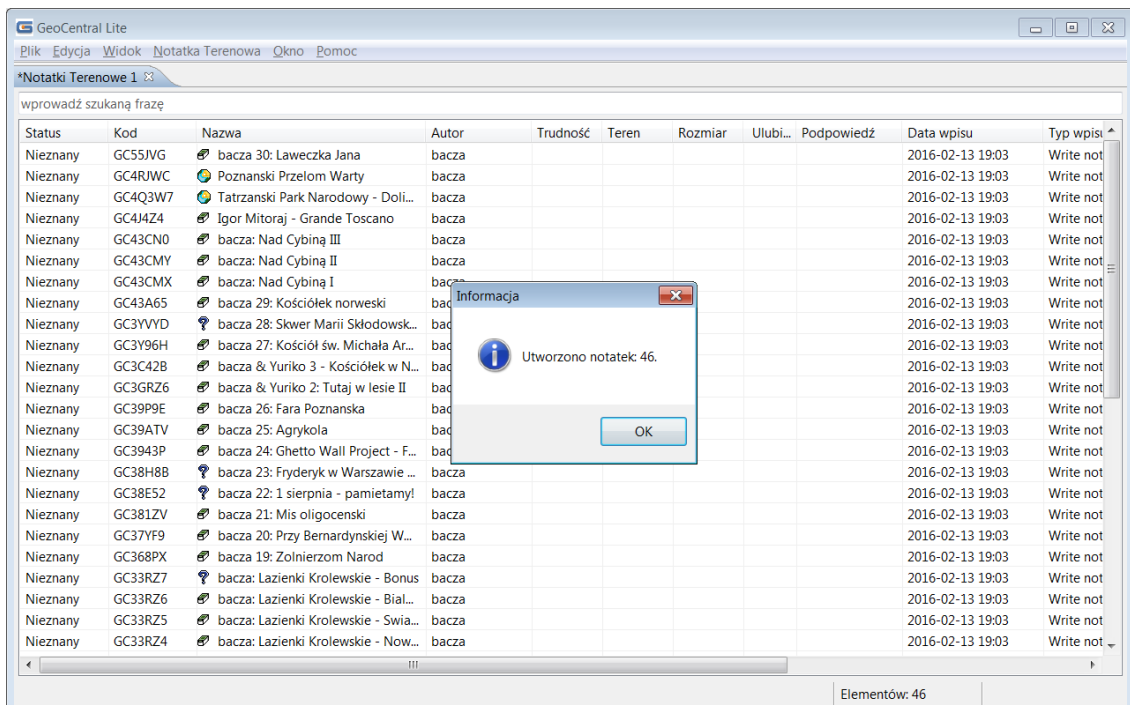 GeoCentral Lite
Plik Edycja Widok Notatka Terenowa Okno Pomoc
*Notatki Terenowe 1
wprowadź szukaną frazę
Status Kod Nazwa Autor Trudność Teren Rozmiar Ulubi... Podpowiedź Data wpisu Typ wpisu
Nieznany GC55JVG bacza 30: Laweczka Jana bacza 2016-02-13 19:03 Write not
Nieznany GC4RJWC Poznanski Przelom Warty bacza 2016-02-13 19:03 Write not
Nieznany GC4Q3W7 Tatrzanski Park Narodowy - Doli... bacza 2016-02-13 19:03 Write not
Nieznany GC4J4Z4 Igor Mitoraj - Grande Toscano bacza 2016-02-13 19:03 Write not
Nieznany GC43CN0 bacza: Nad Cybiną III bacza 2016-02-13 19:03 Write not
Nieznany GC43CMY bacza: Nad Cybiną II bacza 2016-02-13 19:03 Write not
Nieznany GC43CMX bacza: Nad Cybiną I bacza 2016-02-13 19:03 Write not
Nieznany GC43A65 bacza 29: Kościółek norweski bac 2016-02-13 19:03 Write not
Nieznany GC3YVYD bacza 28: Skwer Marii Skłodowsk... bac 2016-02-13 19:03 Write not
Nieznany GC3Y96H bacza 27: Kościół św. Michała Ar... bac 2016-02-13 19:03 Write not
Nieznany GC3C42B bacza & Yuriko 3 - Kościółek w N... bac 2016-02-13 19:03 Write not
Nieznany GC3GRZ6 bacza & Yuriko 2: Tutaj w lesie II bac 2016-02-13 19:03 Write not
Nieznany GC39P9E bacza 26: Fara Poznanska bac 2016-02-13 19:03 Write not
Nieznany GC39ATV bacza 25: Agrykola bac 2016-02-13 19:03 Write not
Nieznany GC3943P bacza 24: Ghetto Wall Project - F... bac 2016-02-13 19:03 Write not
Nieznany GC38H8B bacza 23: Fryderyk w Warszawie ... bacza 2016-02-13 19:03 Write not
Nieznany GC38E52 bacza 22: 1 sierpnia - pamietamy! bacza 2016-02-13 19:03 Write not
Nieznany GC381ZV bacza 21: Mis oligocenski bacza 2016-02-13 19:03 Write not
Nieznany GC37YF9 bacza 20: Przy Bernardynskiej W... bacza 2016-02-13 19:03 Write not
Nieznany GC368PX bacza 19: Zolnierzom Narod bacza 2016-02-13 19:03 Write not
Nieznany GC33RZ7 bacza: Lazienki Krolewskie - Bonus bacza 2016-02-13 19:03 Write not
Nieznany GC33RZ6 bacza: Lazienki Krolewskie - Bial... bacza 2016-02-13 19:03 Write not
Nieznany GC33RZ5 bacza: Lazienki Krolewskie - Swia... bacza 2016-02-13 19:03 Write not
Nieznany GC33RZ4 bacza: Lazienki Krolewskie - Now... bacza 2016-02-13 19:03 Write not
Elementów: 46
Informacja
Utworzono notatek: 46.
OK